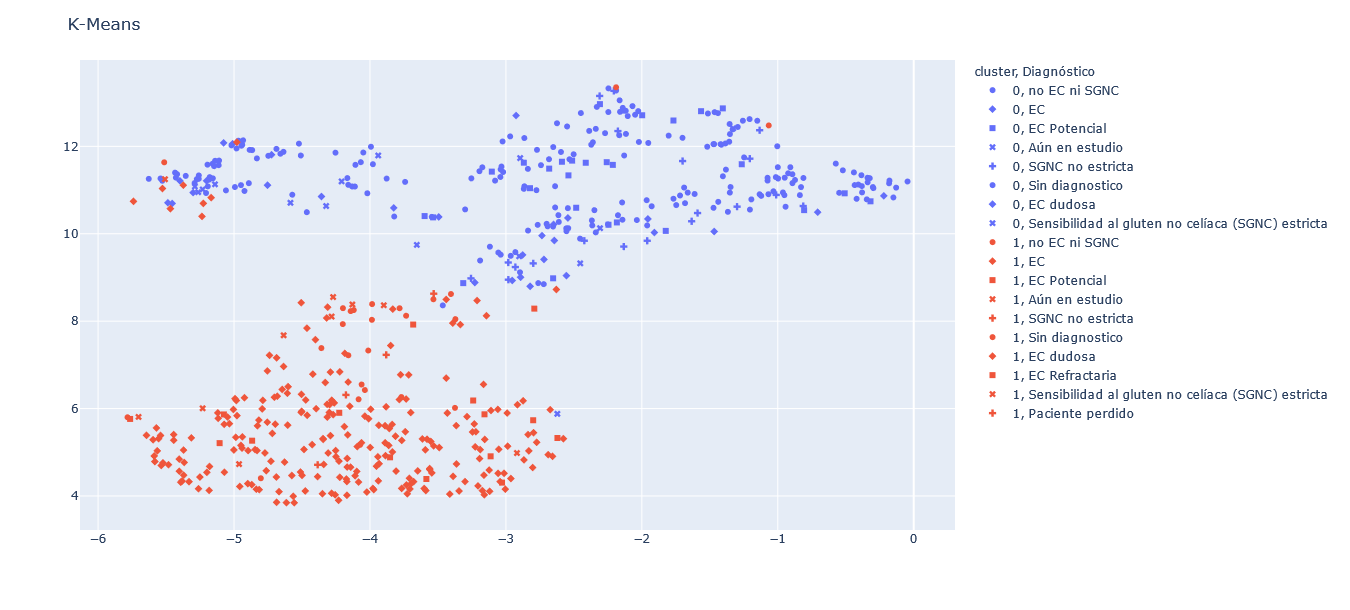 K-Means
cluster, Diagnóstico
0, no EC ni SGNC
0, EC
0, EC Potencial
0, Aún en estudio
0, SGNC no estricta
0, Sin diagnostico
0, EC dudosa
0, Sensibilidad al gluten no celíaca (SGNC) estricta
1, no EC ni SGNC
1, EC
1, EC Potencial
1, Aún en estudio
1, SGNC no estricta
1, Sin diagnostico
1, EC dudosa
1, EC Refractaria
1, Sensibilidad al gluten no celíaca (SGNC) estricta
1, Paciente perdido
12
10
8
6
4
−6 −5 −4 −3 −2 −1 0